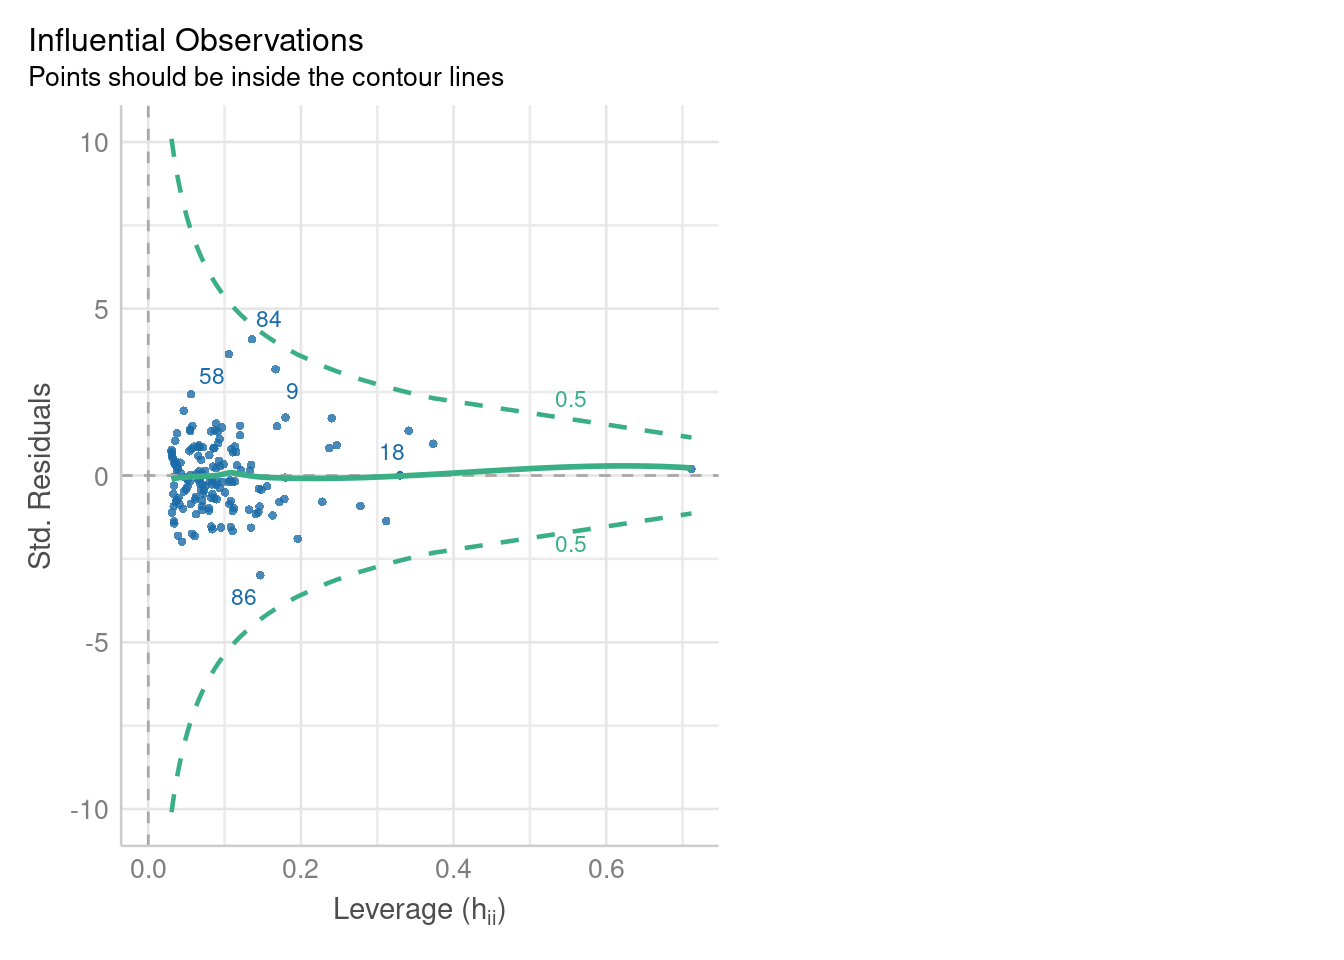 Influential Observations
Points should be inside the contour lines
10
5
0
-5
-10
Std. Residuals
84
58
9
18
86
0.5
0.5
0.0 0.2 0.4 0.6
Leverage (hii)